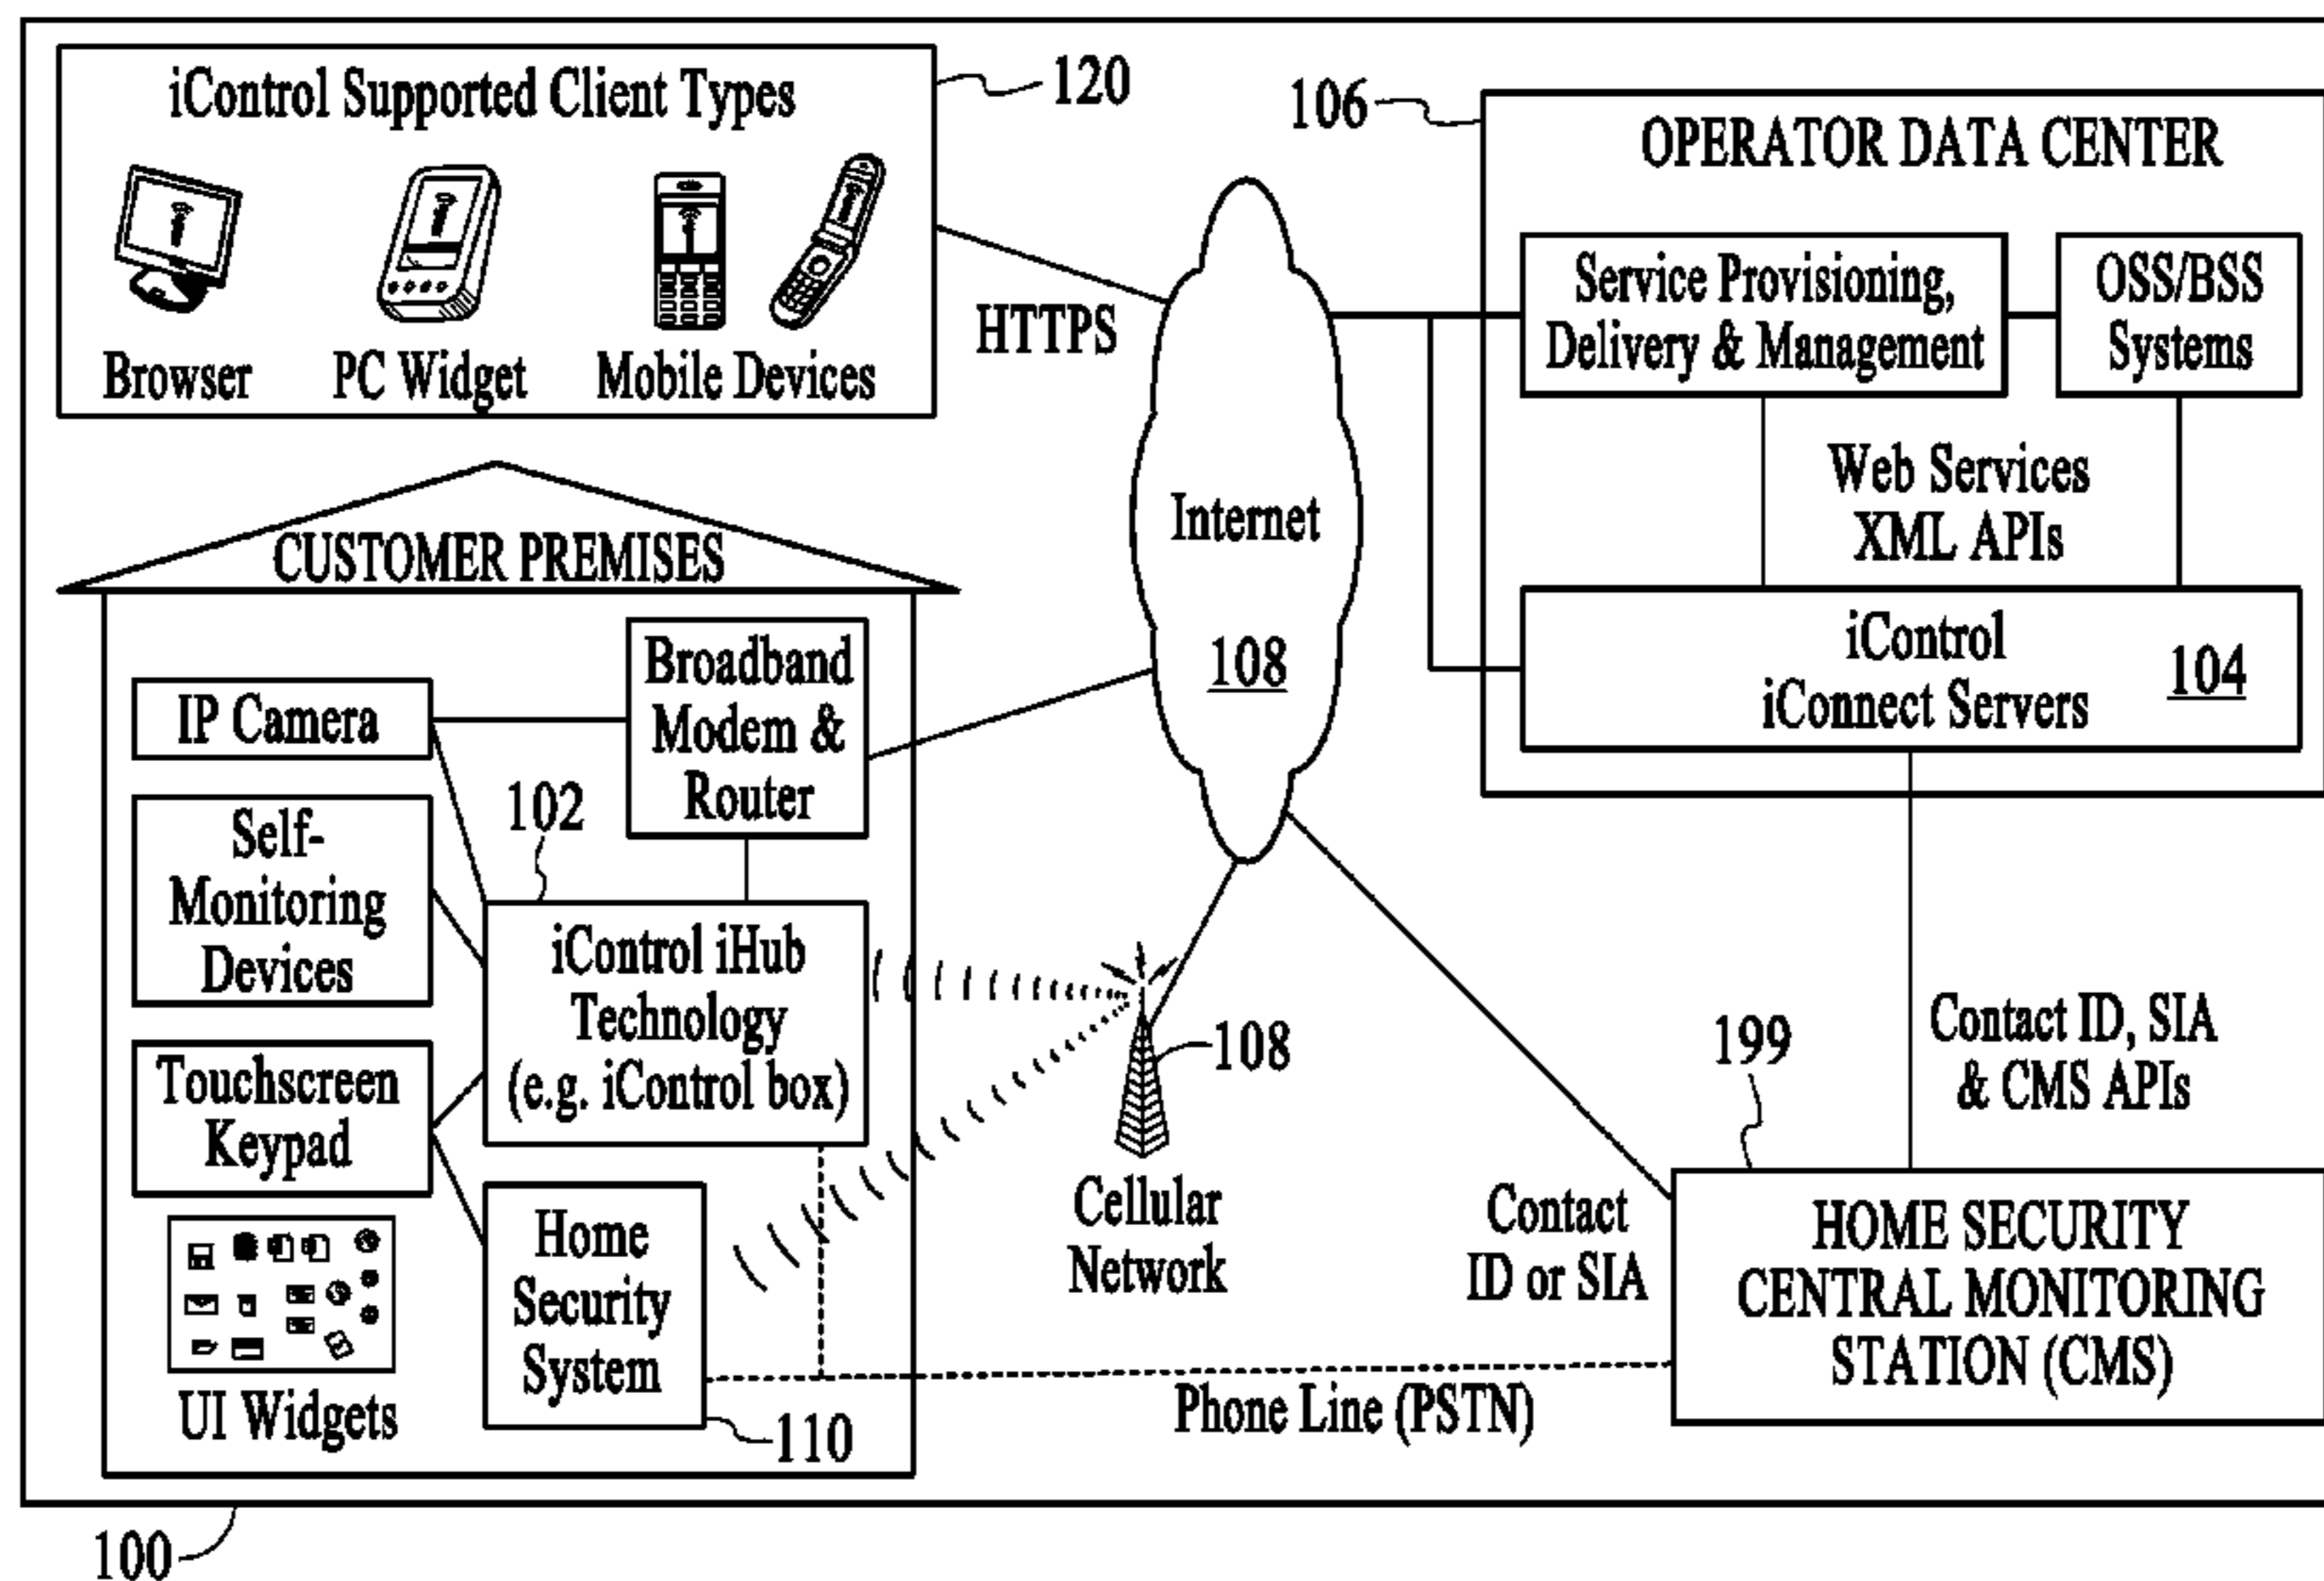 iControl Supported Client Types
Browser
PC Widget
Mobile Devices
120
HTTPS
106
OPERATOR DATA CENTER
Service Provisioning,
Delivery & Management
OSS/BSS
Systems
Web Services
XML APIs
iControl
iConnect Servers
104
Internet
108
CUSTOMER PREMISES
IP Camera
Broadband
Modem &
Router
102
Self-
Monitoring
Devices
iControl iHub
Technology
(e.g. iControl box)
Touchscreen
Keypad
UI Widgets
Home
Security
System
110
108
Cellular
Network
Contact
ID or SIA
Phone Line (PSTN)
199
Contact ID, SIA
& CMS APIs
HOME SECURITY
CENTRAL MONITORING
STATION (CMS)
100